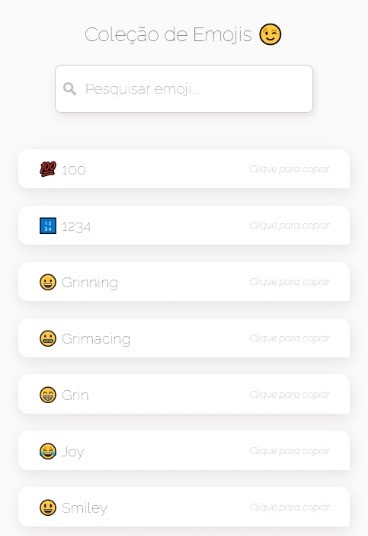 Coleção de Emojis 😉
Pesquisar emoji...
💯 100 Clique para copiar
🔢 1234 Clique para copiar
😀 Grinning Clique para copiar
😬 Grimacing Clique para copiar
😁 Grin Clique para copiar
😂 Joy Clique para copiar
😃 Smiley Clique para copiar